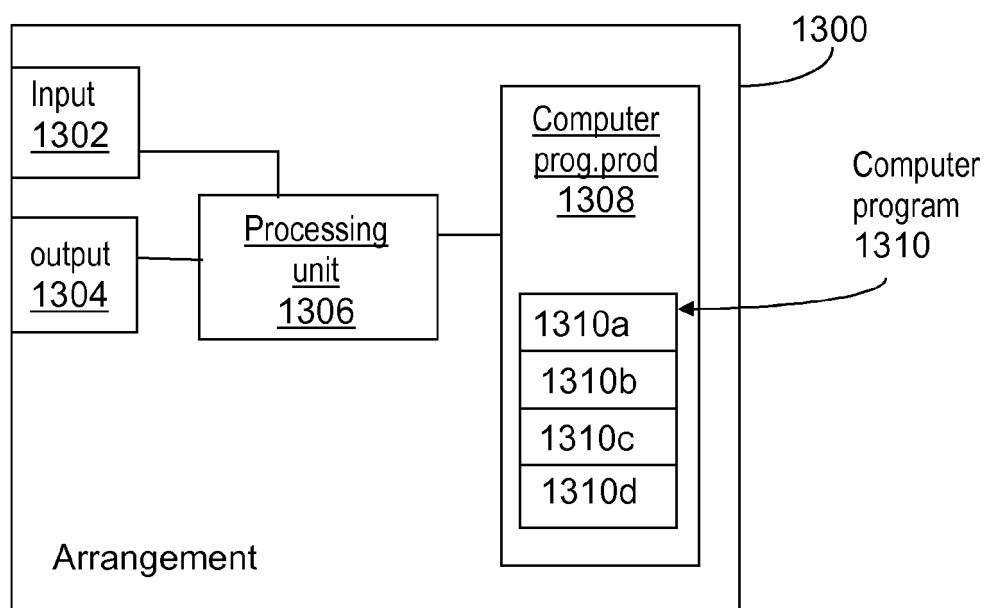 1300
Input
1302
output
1304
Processing
unit
1306
Computer
prog.prod
1308
Computer
program
1310
1310a
1310b
1310c
1310d
Arrangement